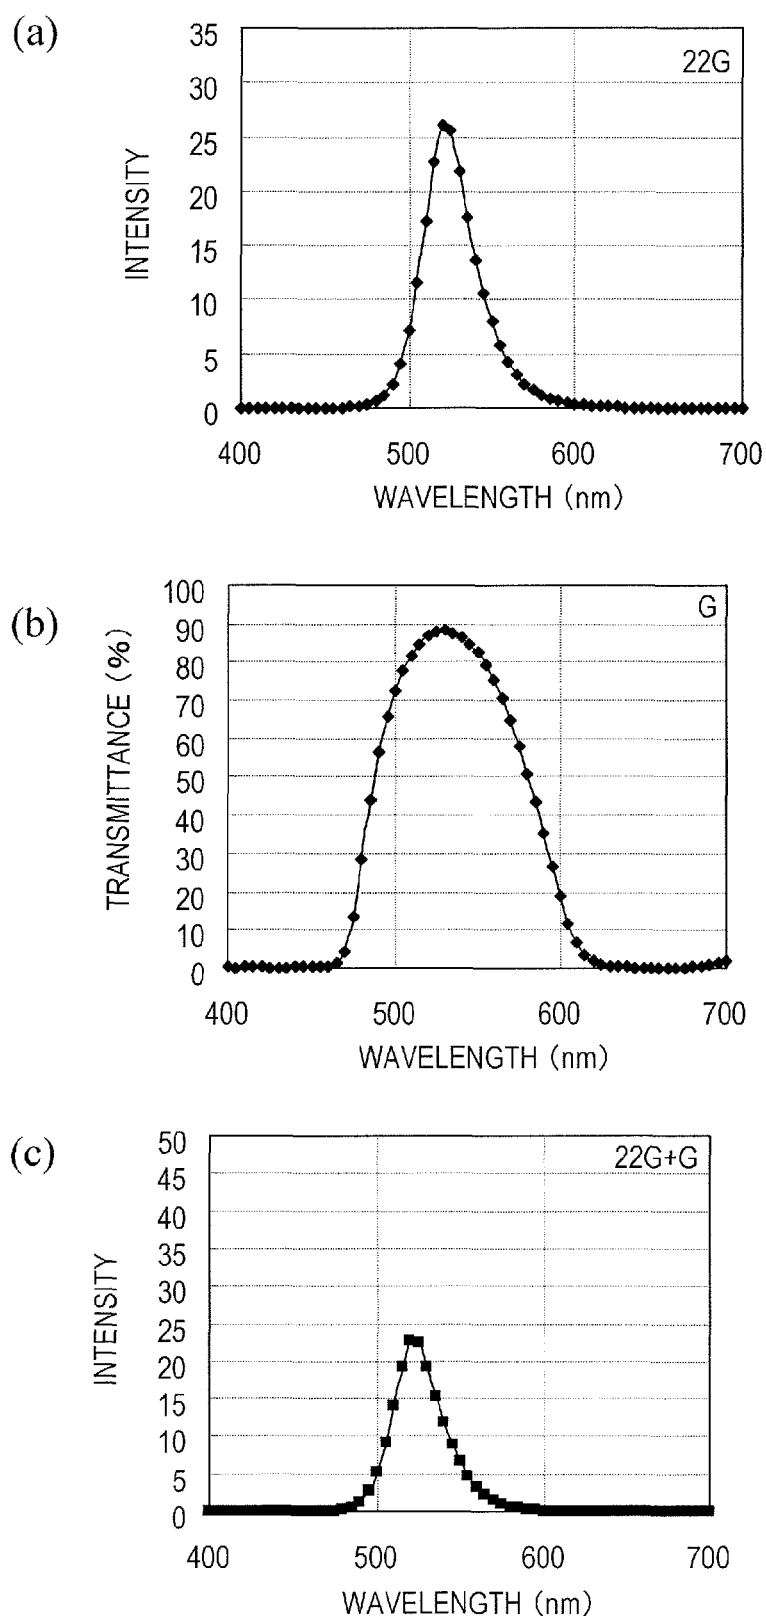 (a)
35
30
25
20
15
10
5
0
INTENSITY
22G
400 500 600 700
WAVELENGTH (nm)
(b)
100
90
80
70
60
50
40
30
20
10
0
TRANSMITTANCE (%)
G
400 500 600 700
WAVELENGTH (nm)
(c)
50
45
40
35
30
25
20
15
10
5
0
INTENSITY
22G+G
400 500 600 700
WAVELENGTH (nm)